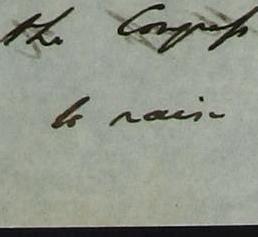 the Congress
to raise